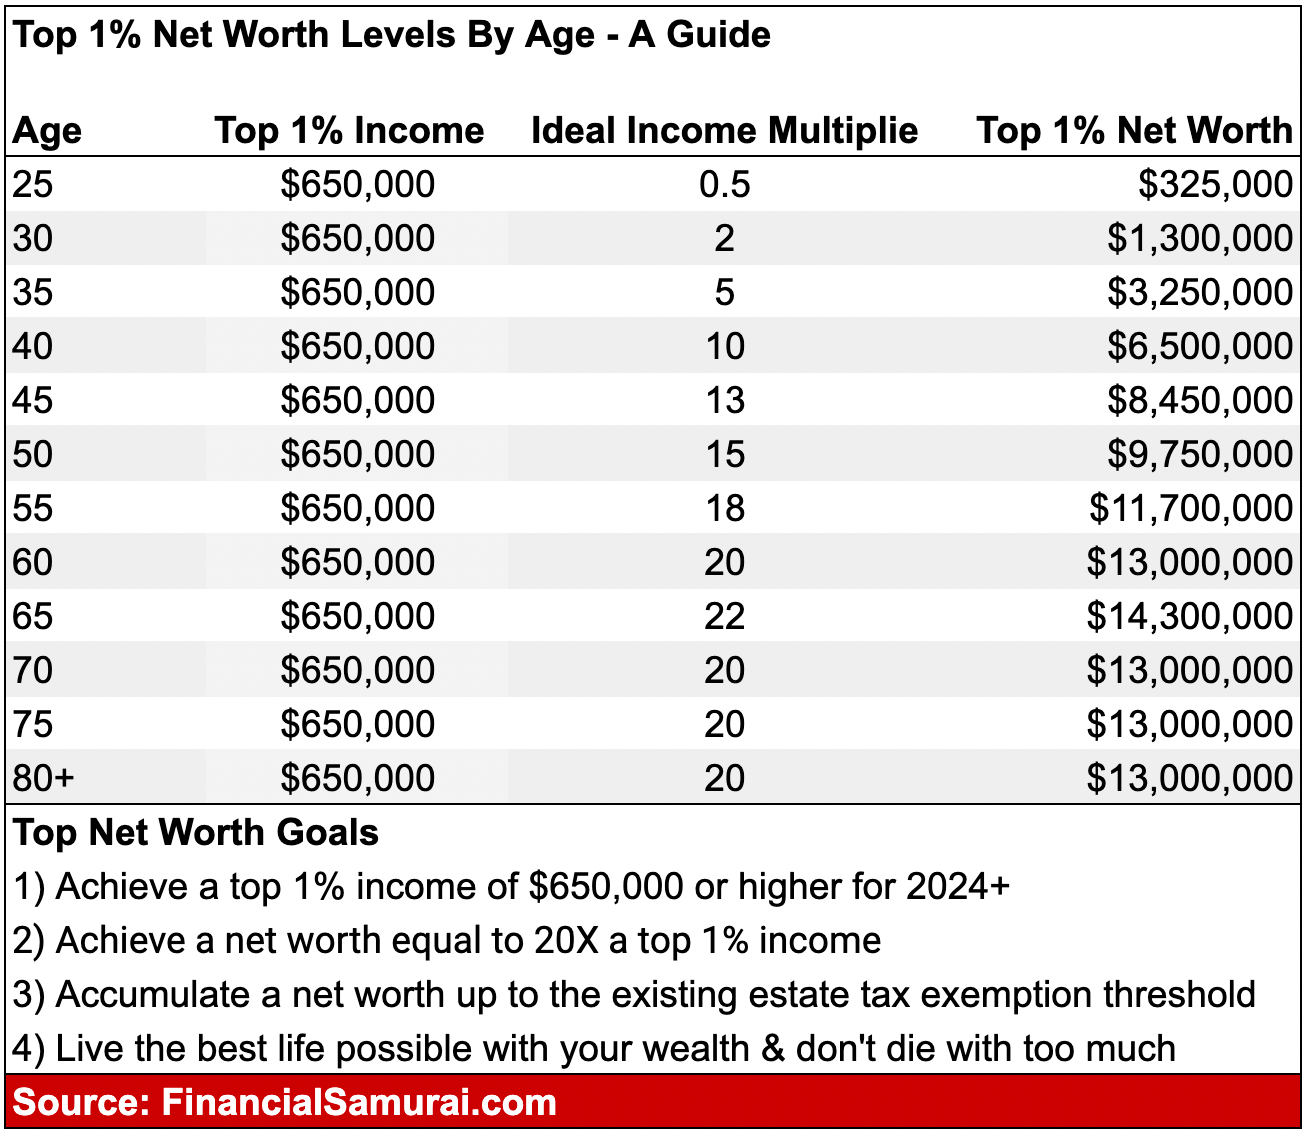 Top 1% Net Worth Levels By Age - A Guide
Age Top 1% Income Ideal Income Multiplie Top 1% Net Worth
25 $650,000 0.5 $325,000
30 $650,000 2 $1,300,000
35 $650,000 5 $3,250,000
40 $650,000 10 $6,500,000
45 $650,000 13 $8,450,000
50 $650,000 15 $9,750,000
55 $650,000 18 $11,700,000
60 $650,000 20 $13,000,000
65 $650,000 22 $14,300,000
70 $650,000 20 $13,000,000
75 $650,000 20 $13,000,000
80+ $650,000 20 $13,000,000
Top Net Worth Goals
1) Achieve a top 1% income of $650,000 or higher for 2024+
2) Achieve a net worth equal to 20X a top 1% income
3) Accumulate a net worth up to the existing estate tax exemption threshold
4) Live the best life possible with your wealth & don't die with too much
Source: FinancialSamurai.com